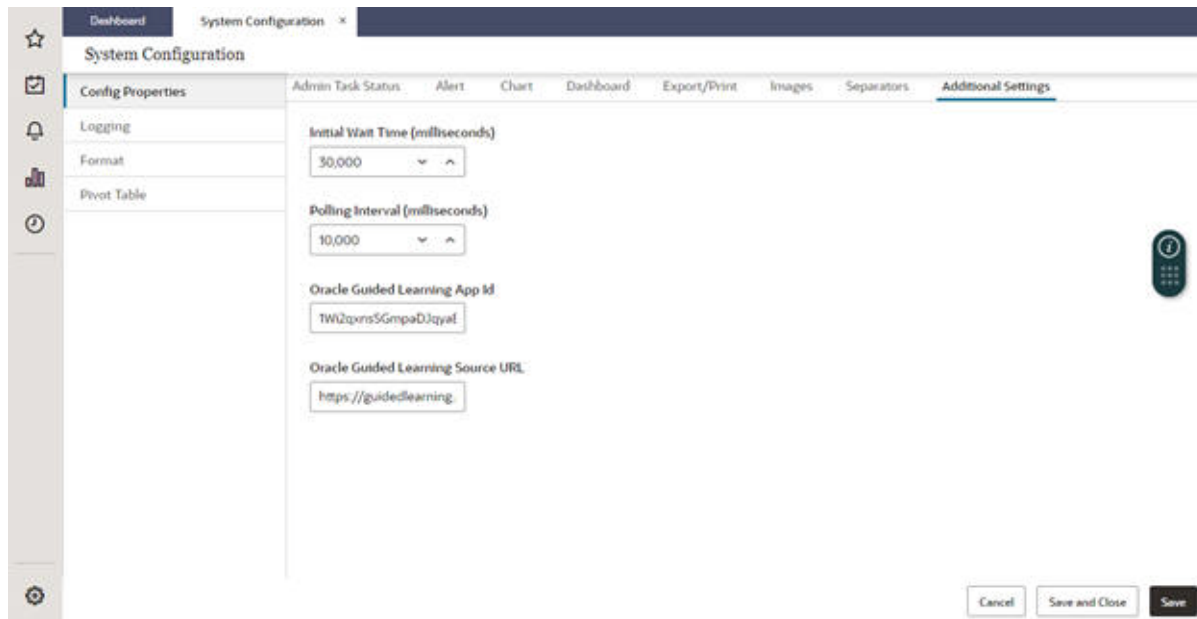 Dashboard
System Configuration ×
System Configuration
Config Properties
Logging
Format
Pivot Table
Admin Task Status Alert Chart Dashboard Export/Print Images Separators Additional Settings
Initial Wait Time (milliseconds)
30,000
Polling Interval (milliseconds)
10,000
Oracle Guided Learning App Id
Oracle Guided Learning Source URL
https://guidedlearning.
Cancel Save and Close Save